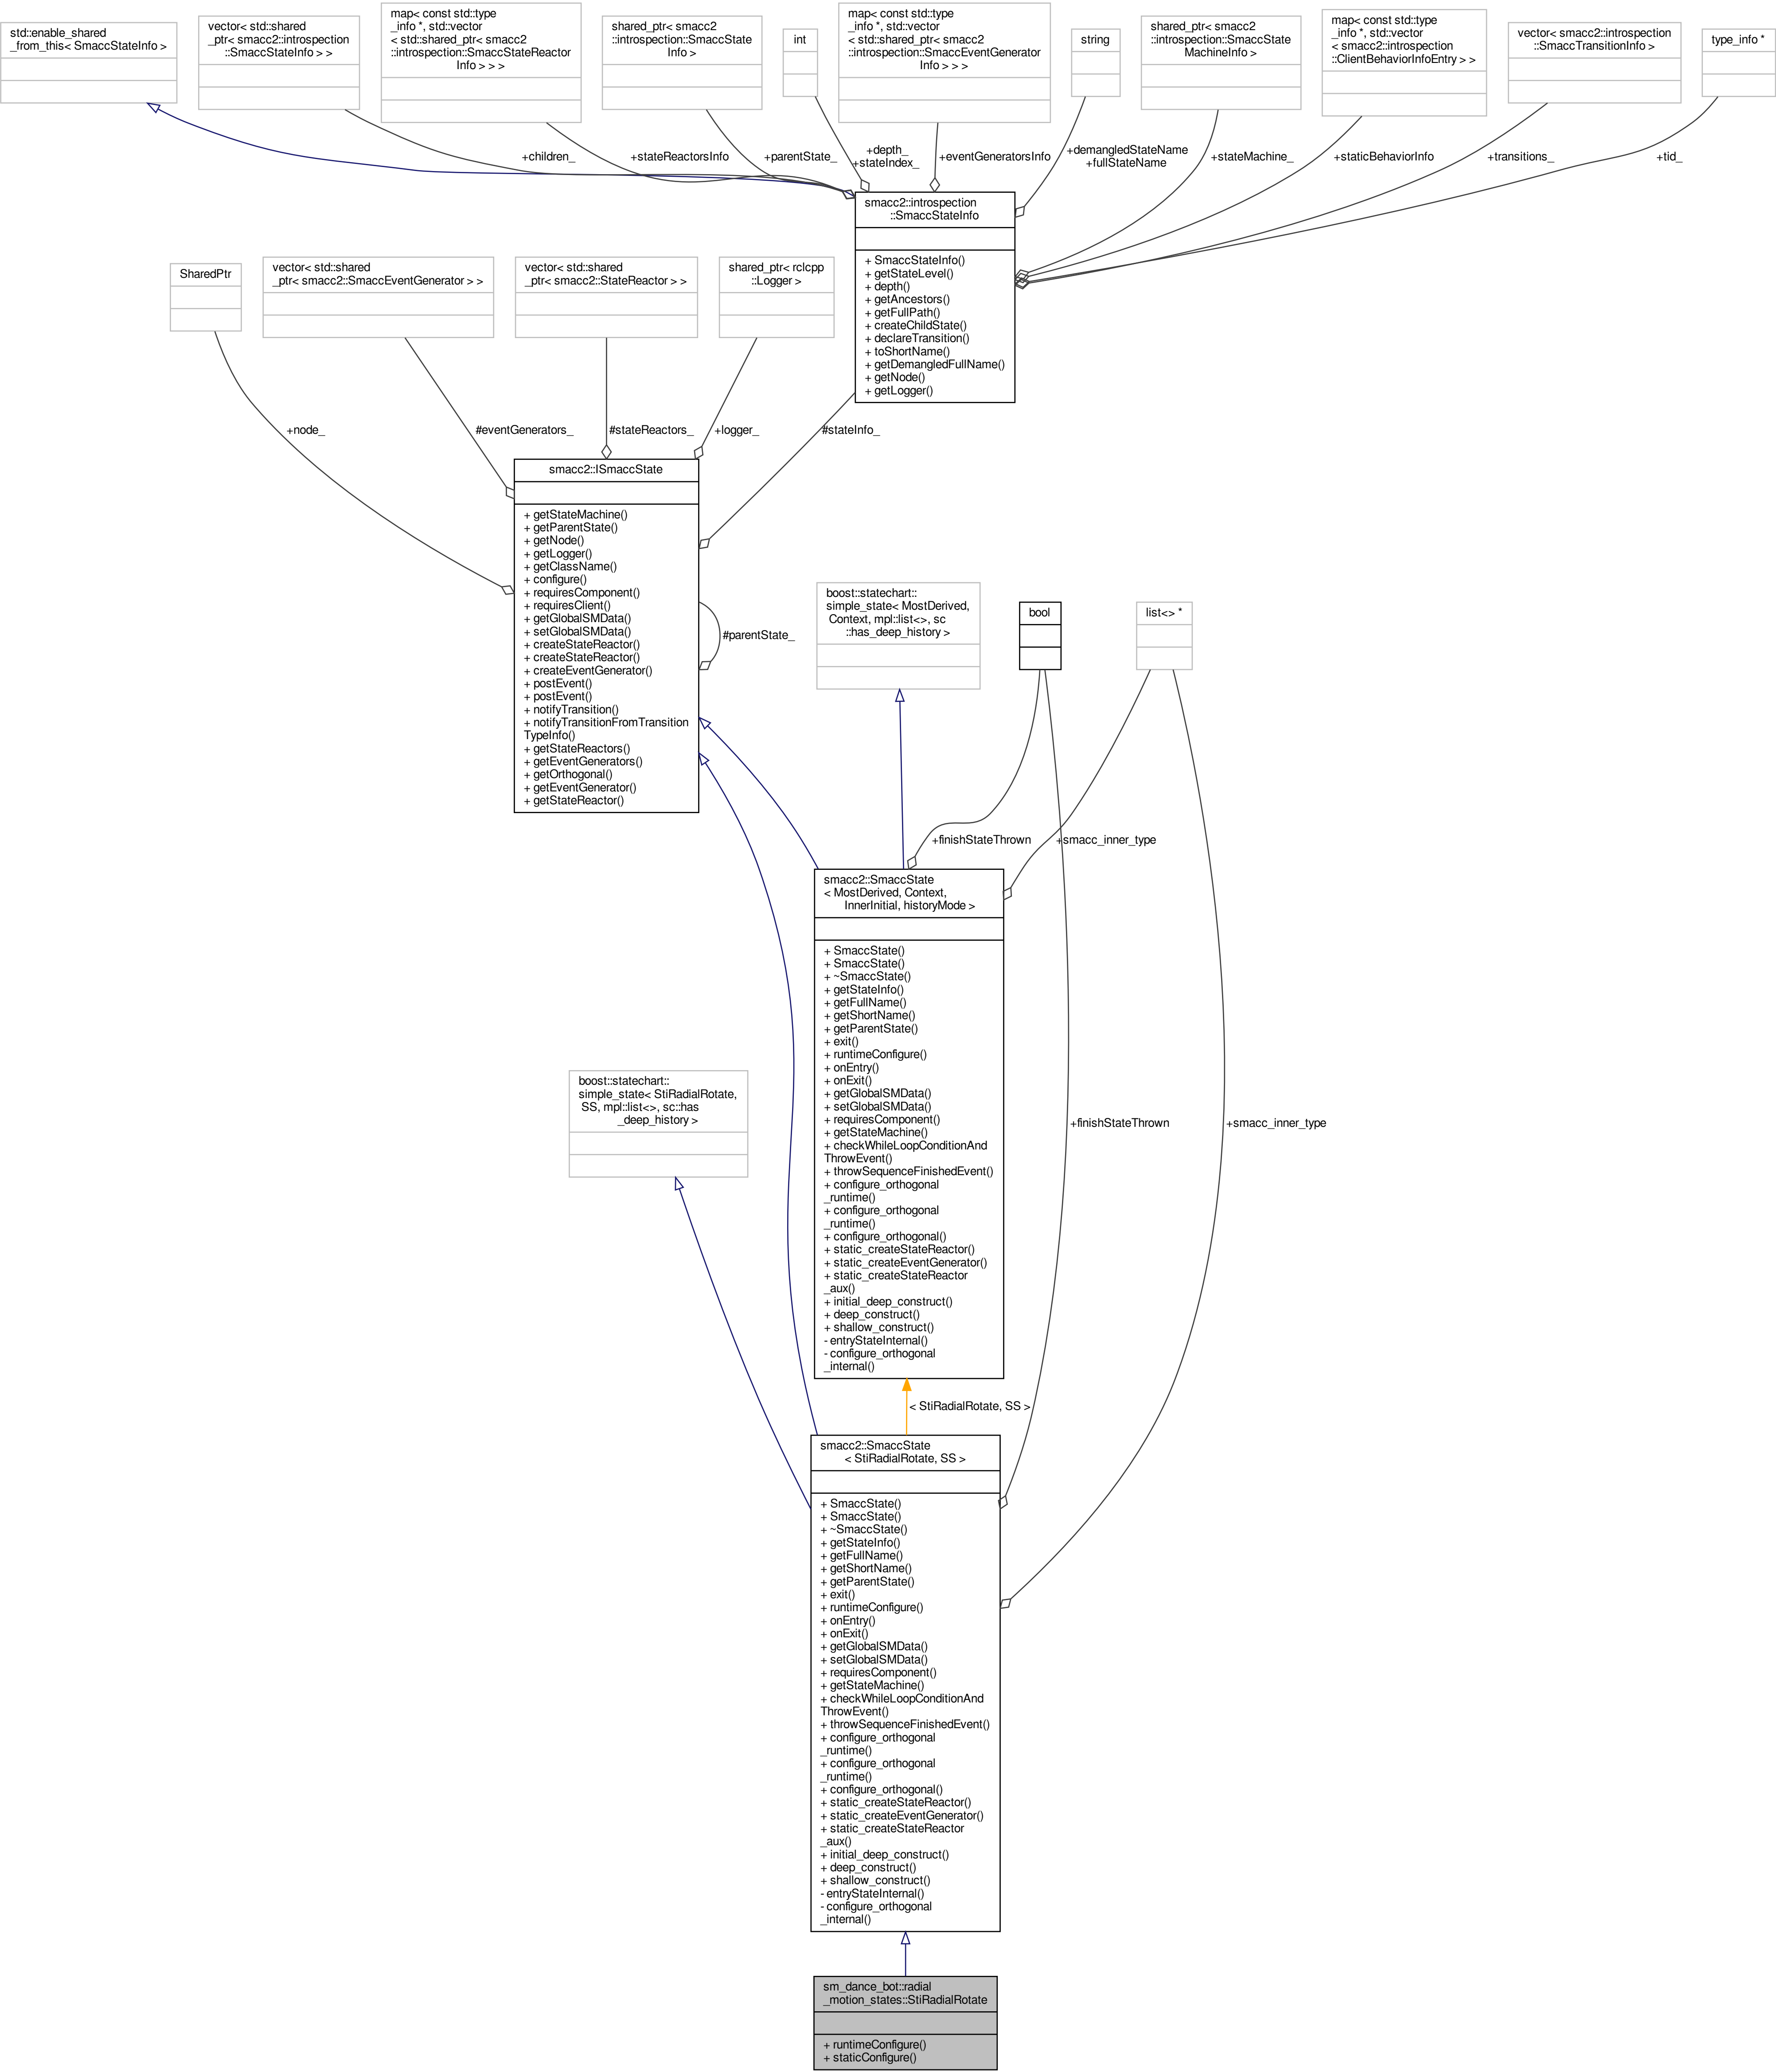 std::enable_shared
_from_this< SmaccStateInfo >
vector< std::shared
_ptr< smacc2::introspection
::SmaccStateInfo > >
map< const std::type
_info *, std::vector
< std::shared_ptr< smacc2
::introspection::SmaccStateReactor
Info > > >
shared_ptr< smacc2
::introspection::SmaccState
Info >
int
map< const std::type
_info *, std::vector
< std::shared_ptr< smacc2
::introspection::SmaccEventGenerator
Info > > >
string
shared_ptr< smacc2
::introspection::SmaccState
MachineInfo >
map< const std::type
_info *, std::vector
< smacc2::introspection
::ClientBehaviorInfoEntry > >
vector< smacc2::introspection
::SmaccTransitionInfo >
type_info *
+children_
+stateReactorsInfo
+parentState_
+depth_
+stateIndex_
+eventGeneratorsInfo
+demangledStateName
+fullStateName
+stateMachine_
+staticBehaviorInfo
+transitions_
+tid_
smacc2::introspection
::SmaccStateInfo
+ SmaccStateInfo()
+ getStateLevel()
+ depth()
+ getAncestors()
+ getFullPath()
+ createChildState()
+ declareTransition()
+ toShortName()
+ getDemangledFullName()
+ getNode()
+ getLogger()
SharedPtr
vector< std::shared
_ptr< smacc2::SmaccEventGenerator > >
vector< std::shared
_ptr< smacc2::StateReactor > >
shared_ptr< rclcpp
::Logger >
+node_
#eventGenerators_
#stateReactors_
+logger_
#stateInfo_
smacc2::ISmaccState
+ getStateMachine()
+ getParentState()
+ getNode()
+ getLogger()
+ getClassName()
+ configure()
+ requiresComponent()
+ requiresClient()
+ getGlobalSMData()
+ setGlobalSMData()
+ createStateReactor()
+ createStateReactor()
+ createEventGenerator()
+ postEvent()
+ postEvent()
+ notifyTransition()
+ notifyTransitionFromTransition
TypeInfo()
+ getStateReactors()
+ getEventGenerators()
+ getOrthogonal()
+ getEventGenerator()
+ getStateReactor()
#parentState_
boost::statechart::
simple_state< MostDerived,
Context, mpl::list<>, sc
::has_deep_history >
bool
list<> *
+finishStateThrown
+smacc_inner_type
smacc2::SmaccState
< MostDerived, Context,
InnerInitial, historyMode >
+ SmaccState()
+ SmaccState()
+ ~SmaccState()
+ getStateInfo()
+ getFullName()
+ getShortName()
+ getParentState()
+ exit()
+ runtimeConfigure()
+ onEntry()
+ onExit()
+ getGlobalSMData()
+ setGlobalSMData()
+ requiresComponent()
+ getStateMachine()
+ checkWhileLoopConditionAnd
ThrowEvent()
+ throwSequenceFinishedEvent()
+ configure_orthogonal
_runtime()
+ configure_orthogonal
_runtime()
+ configure_orthogonal()
+ static_createStateReactor()
+ static_createEventGenerator()
+ static_createStateReactor
_aux()
+ initial_deep_construct()
+ deep_construct()
+ shallow_construct()
- entryStateInternal()
- configure_orthogonal
_internal()
boost::statechart::
simple_state< StiRadialRotate,
SS, mpl::list<>, sc::has
_deep_history >
+finishStateThrown
+smacc_inner_type
< StiRadialRotate, SS >
smacc2::SmaccState
< StiRadialRotate, SS >
+ SmaccState()
+ SmaccState()
+ ~SmaccState()
+ getStateInfo()
+ getFullName()
+ getShortName()
+ getParentState()
+ exit()
+ runtimeConfigure()
+ onEntry()
+ onExit()
+ getGlobalSMData()
+ setGlobalSMData()
+ requiresComponent()
+ getStateMachine()
+ checkWhileLoopConditionAnd
ThrowEvent()
+ throwSequenceFinishedEvent()
+ configure_orthogonal
_runtime()
+ configure_orthogonal
_runtime()
+ configure_orthogonal()
+ static_createStateReactor()
+ static_createEventGenerator()
+ static_createStateReactor
_aux()
+ initial_deep_construct()
+ deep_construct()
+ shallow_construct()
- entryStateInternal()
- configure_orthogonal
_internal()
sm_dance_bot::radial
_motion_states::StiRadialRotate
+ runtimeConfigure()
+ staticConfigure()